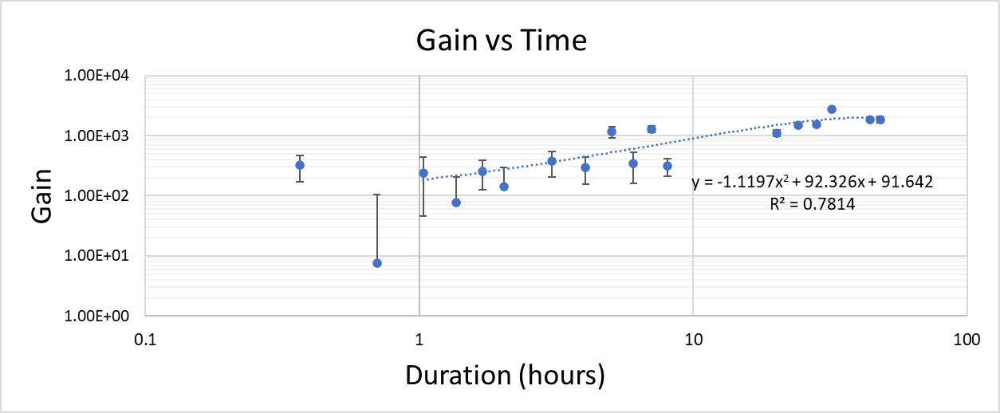 Gain vs Time
1.00E+04
1.00E+03
1.00E+02
1.00E+01
1.00E+00
Gain
y = -1.1197x² + 92.326x + 91.642
R² = 0.7814
0.1 1 10 100
Duration (hours)